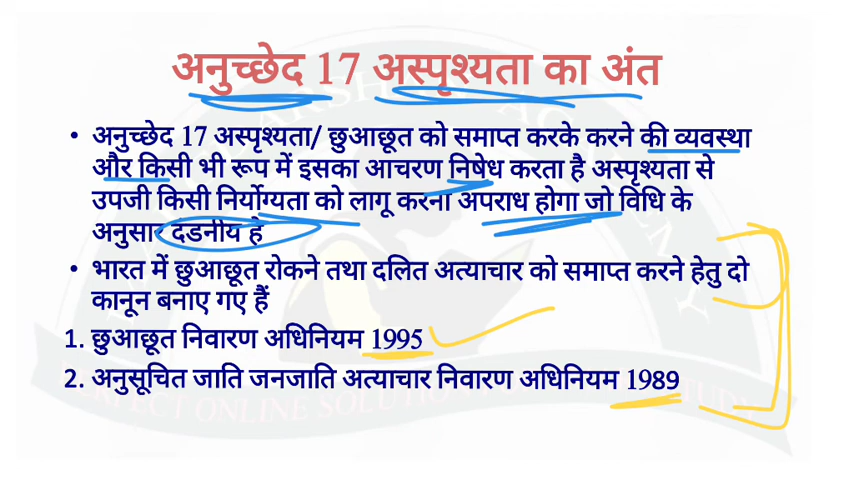 अनुच्छेद 17 अस्पृश्यता का अंत
• अनुच्छेद 17 अस्पृश्यता/ छुआछूत को समाप्त करके करने की व्यवस्था
और किसी भी रूप में इसका आचरण निषेध करता है अस्पृश्यता से
उपजी किसी निर्योग्यता को लागू करना अपराध होगा जो विधि के
अनुसार दंडनीय है
• भारत में छुआछूत रोकने तथा दलित अत्याचार को समाप्त करने हेतु दो
कानून बनाए गए हैं
1. छुआछूत निवारण अधिनियम 1995
2. अनुसूचित जाति जनजाति अत्याचार निवारण अधिनियम 1989